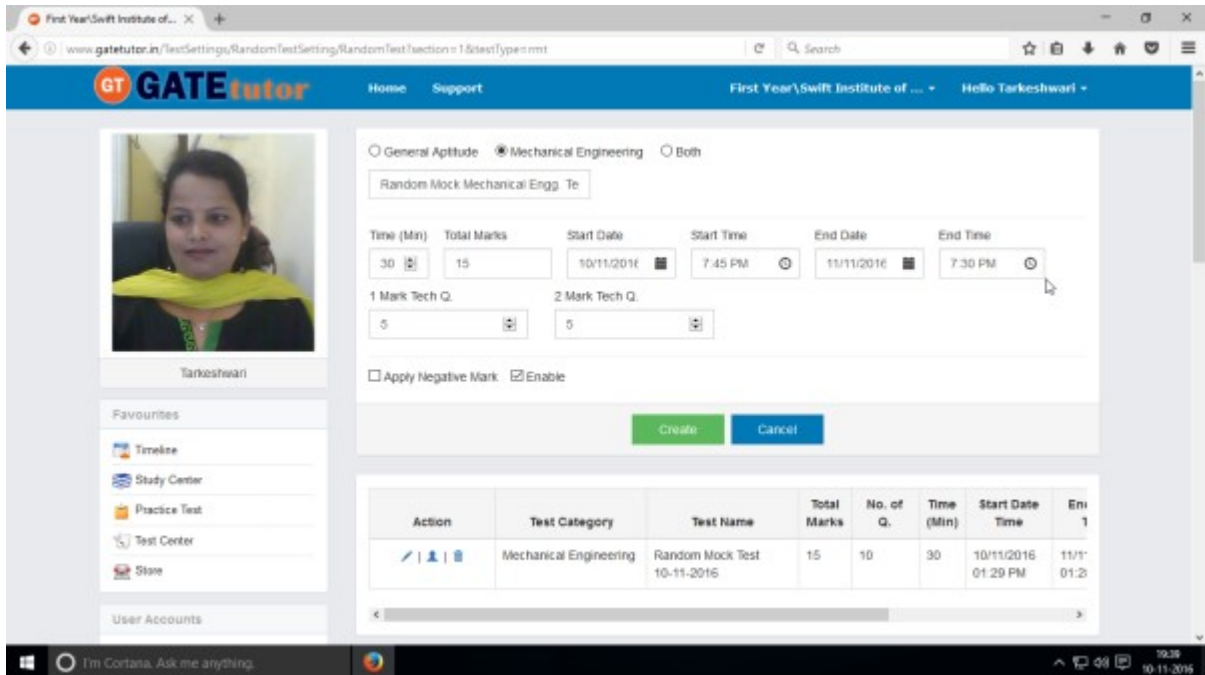 First Year\Swift Institute of...
www.gatetutor.in/TestSettings/RandomTestSetting/RandomTest?section=1&testType=rmt
Search
GT GATEtutor
Home Support First Year\Swift Institute of .... Hello Tarkeshwari
General Aptitude Mechanical Engineering Both
Random Mock Mechanical Engg. Te
Time (Min) Total Marks Start Date Start Time End Date End Time
30 15 10/11/2016 7:45 PM 11/11/2016 7:30 PM
1 Mark Tech Q. 2 Mark Tech Q.
5 5
Apply Negative Mark Enable
Create Cancel
Tarkeshwari
Favourites
Timeline
Study Center
Practice Test
Test Center
Store
User Accounts
Action Test Category Test Name Total Marks No. of Q. Time (Min) Start Date Time
Mechanical Engineering Random Mock Test 15 10 30 10/11/2016
10-11-2016 01:29 PM
I'm Cortana. Ask me anything.
19:39
10-11-2016